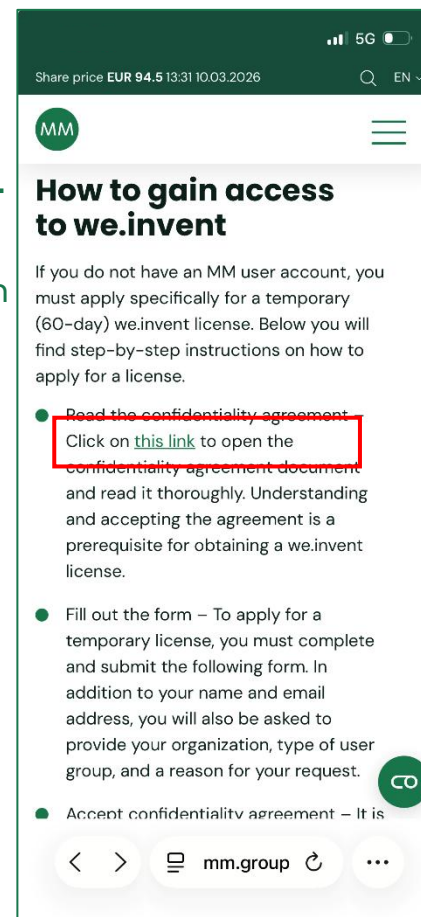 5G
Share price EUR 94.5 13:31 10.03.2026
EN
MM
How to gain access
to we.invent
If you do not have an MM user account, you
must apply specifically for a temporary
(60-day) we.invent license. Below you will
find step-by-step instructions on how to
apply for a license.
Read the confidentiality agreement –
Click on this link to open the
confidentiality agreement document
and read it thoroughly. Understanding
and accepting the agreement is a
prerequisite for obtaining a we.invent
license.
Fill out the form – To apply for a
temporary license, you must complete
and submit the following form. In
addition to your name and email
address, you will also be asked to
provide your organization, type of user
group, and a reason for your request.
Accept confidentiality agreement – It is
mm.group